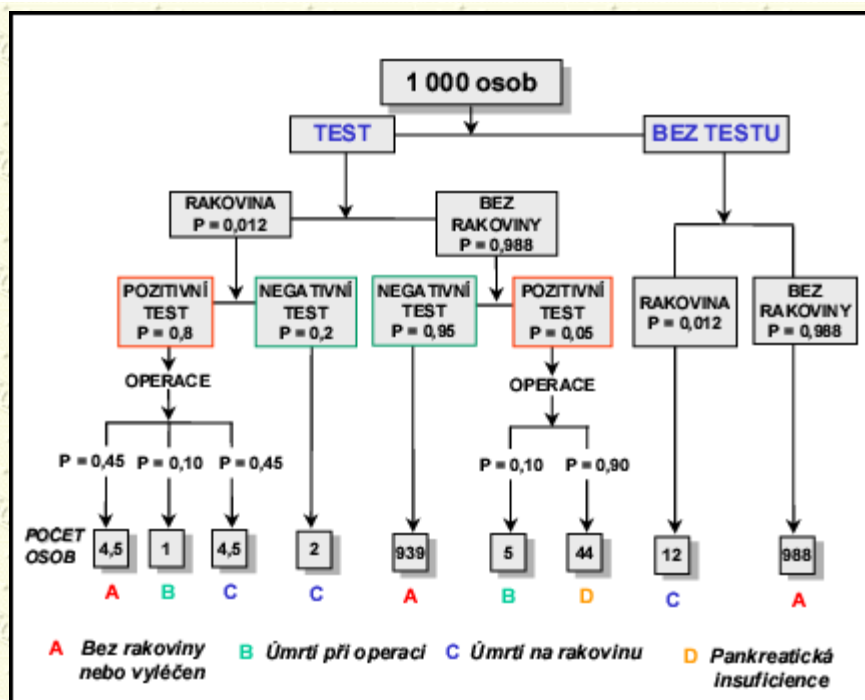 1 000 osob
TEST
BEZ TESTU
RAKOVINA
P = 0,012
BEZ
RAKOVINY
P = 0,988
POZITIVNÍ
TEST
P = 0,8
NEGATIVNÍ
TEST
P = 0,2
NEGATIVNÍ
TEST
P = 0,95
POZITIVNÍ
TEST
P = 0,05
RAKOVINA
P = 0,012
BEZ
RAKOVINY
P = 0,988
OPERACE
OPERACE
P = 0,45
P = 0,10
P = 0,45
P = 0,10
P = 0,90
POČET
OSOB
4,5
1
4,5
2
939
5
44
12
988
A
B
C
C
A
B
D
C
A
A Bez rakoviny
nebo vyléčen
B Úmrtí při operaci
C Úmrtí na rakovinu
D Pankreatická
insuficience